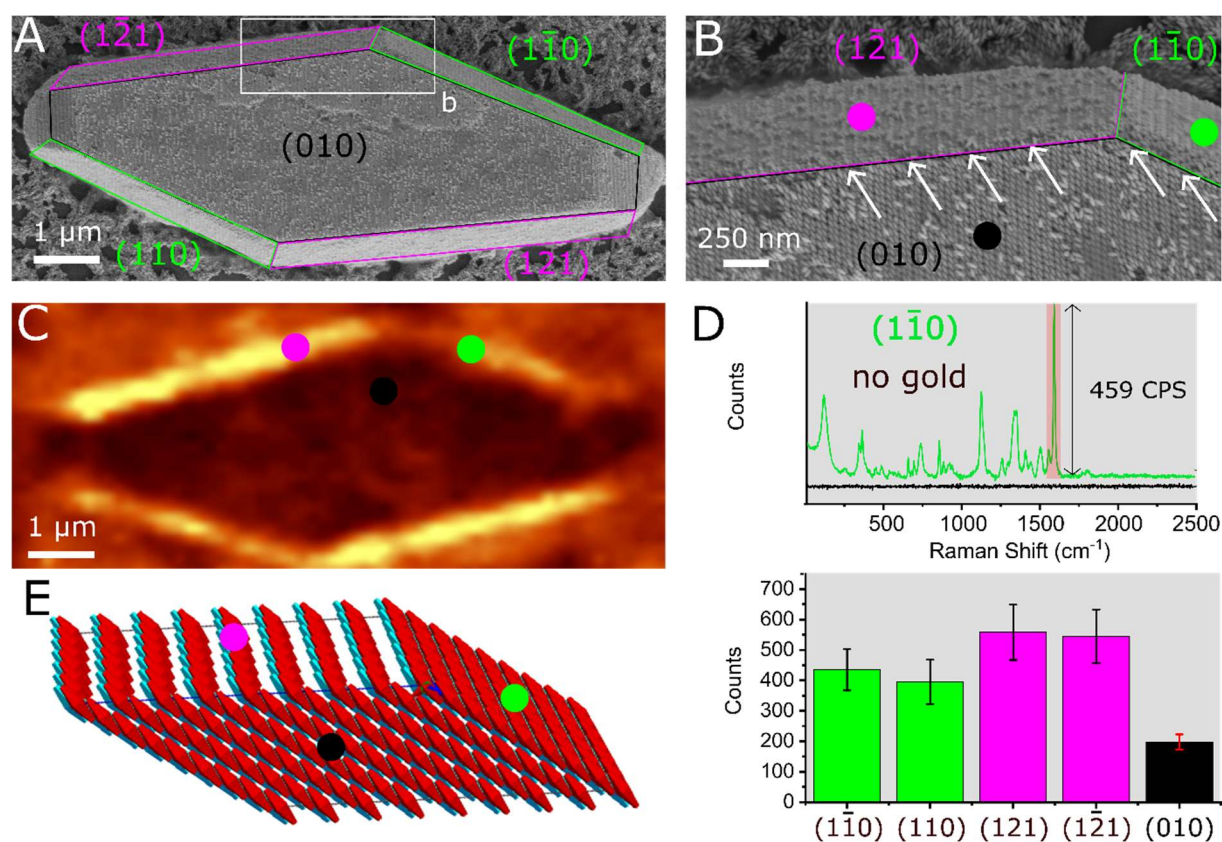 A
(11̄0)
(12̄1)
b
(010)
1 μm
(110)
(121)
B
(12̄1)
(11̄0)
250 nm
(010)
C
1 μm
D
(11̄0)
no gold
459 CPS
Counts
500 1000 1500 2000 2500
Raman Shift (cm⁻¹)
E
700
600
500
400
300
200
100
0
Counts
(11̄0) (110) (121) (12̄1) (010)